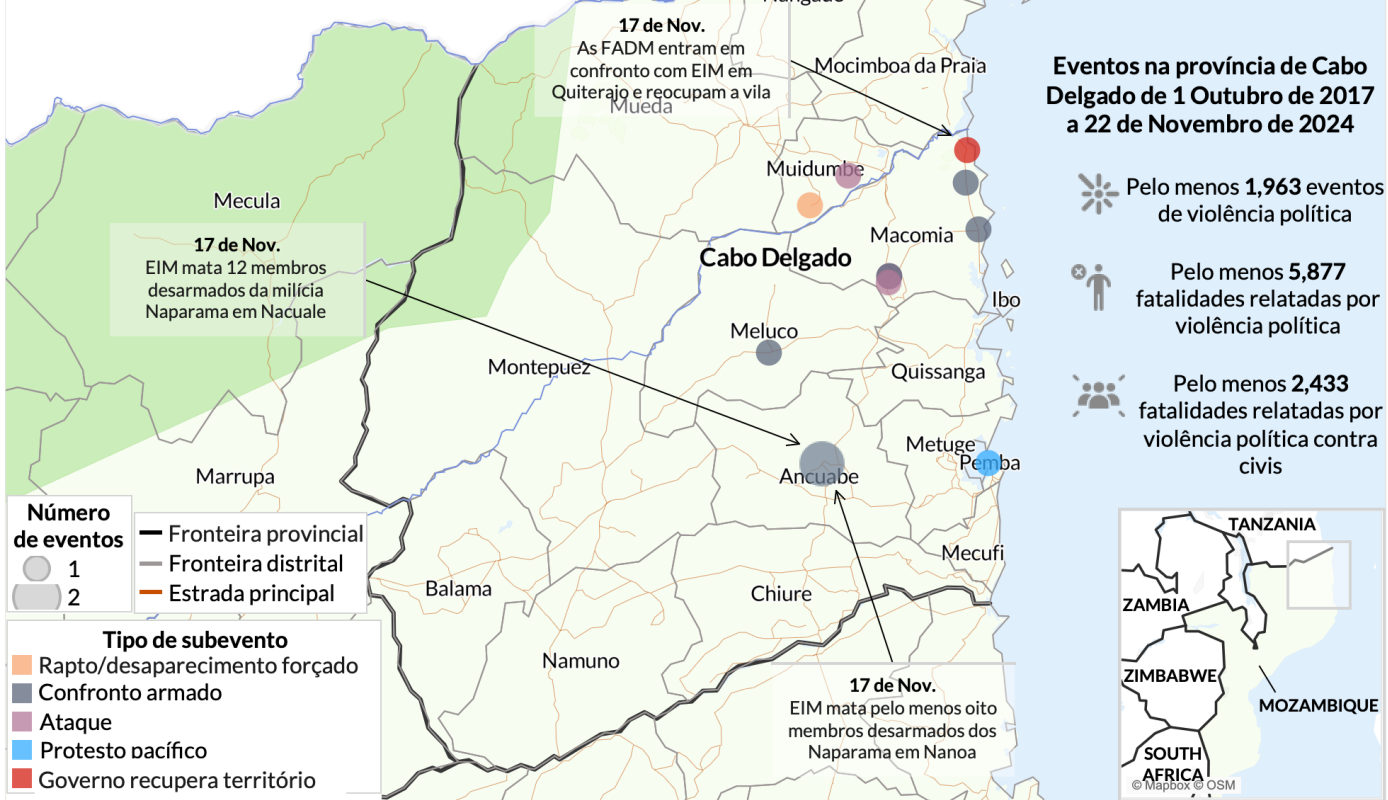 Nangade
17 de Nov.
As FADM entram em
confronto com EIM em
Quiterajo e reocupam a vila
Mocimboa da Praia
Mueda
Muidumbe
Mecula
Macomia
Cabo Delgado
17 de Nov.
EIM mata 12 membros
desarmados da milícia
Naparama em Nacuale
Ibo
Meluco
Montepuez
Quissanga
Metuge
Pemba
Marrupa
Ancuabe
Mecufi
Balama
Chiure
Namuno
17 de Nov.
EIM mata pelo menos oito
membros desarmados dos
Naparama em Nanoa
Número
de eventos
1
2
Fronteira provincial
Fronteira distrital
Estrada principal
Tipo de subevento
Rapto/desaparecimento forçado
Confronto armado
Ataque
Protesto pacífico
Governo recupera território
Eventos na província de Cabo
Delgado de 1 Outubro de 2017
a 22 de Novembro de 2024
Pelo menos 1,963 eventos
de violência política
Pelo menos 5,877
fatalidades relatadas por
violência política
Pelo menos 2,433
fatalidades relatadas por
violência política contra
civis
TANZANIA
ZAMBIA
ZIMBABWE
MOZAMBIQUE
SOUTH
AFRICA
© Mapbox © OSM